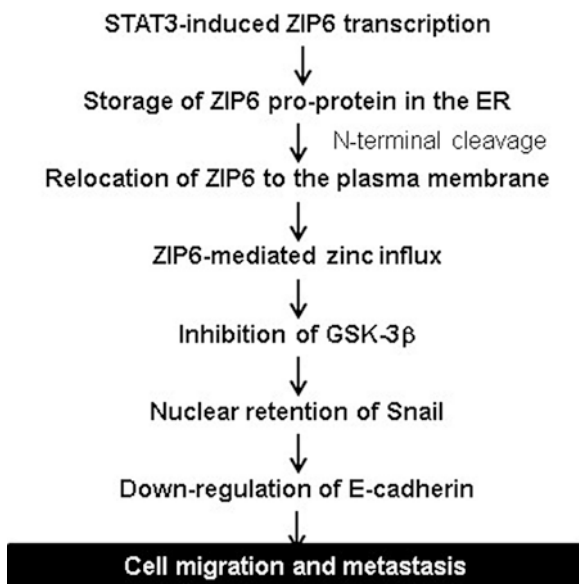 STAT3-induced ZIP6 transcription
Storage of ZIP6 pro-protein in the ER
N-terminal cleavage
Relocation of ZIP6 to the plasma membrane
ZIP6-mediated zinc influx
Inhibition of GSK-3β
Nuclear retention of Snail
Down-regulation of E-cadherin
Cell migration and metastasis